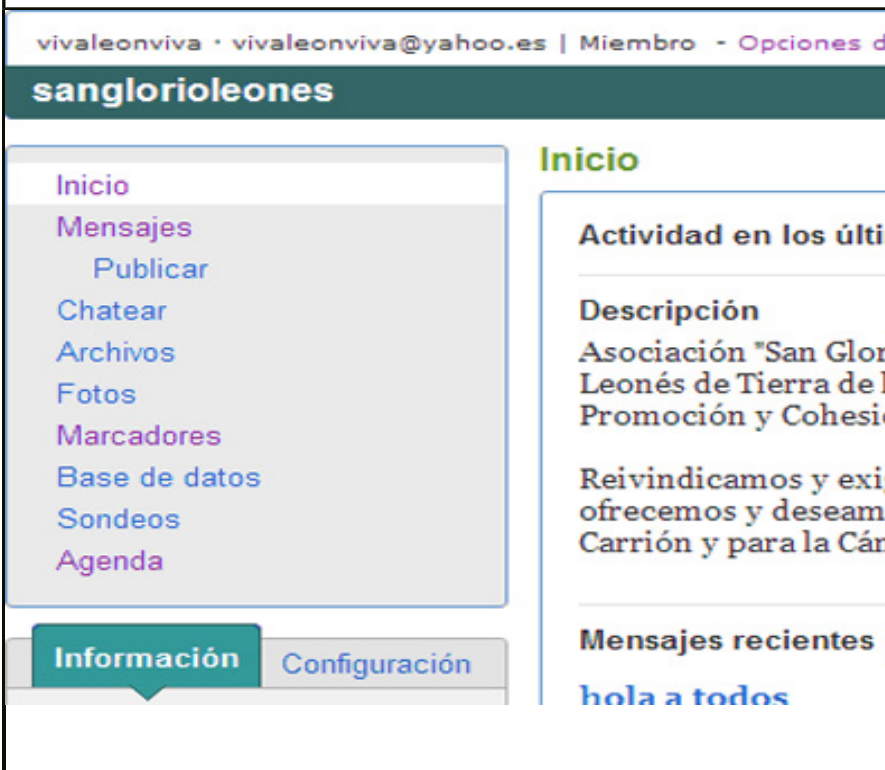 vivaleonviva · vivaleonviva@yahoo.es | Miembro - Opciones d
sanglorioleones
Inicio
Mensajes
Publicar
Chatear
Archivos
Fotos
Marcadores
Base de datos
Sondeos
Agenda
Información
Configuración
Inicio
Actividad en los últi
Descripción
Asociación "San Glor
Leonés de Tierra de
Promoción y Cohesi
Reivindicamos y exi
ofrecemos y deseam
Carrión y para la Cá
Mensajes recientes
hola a todos